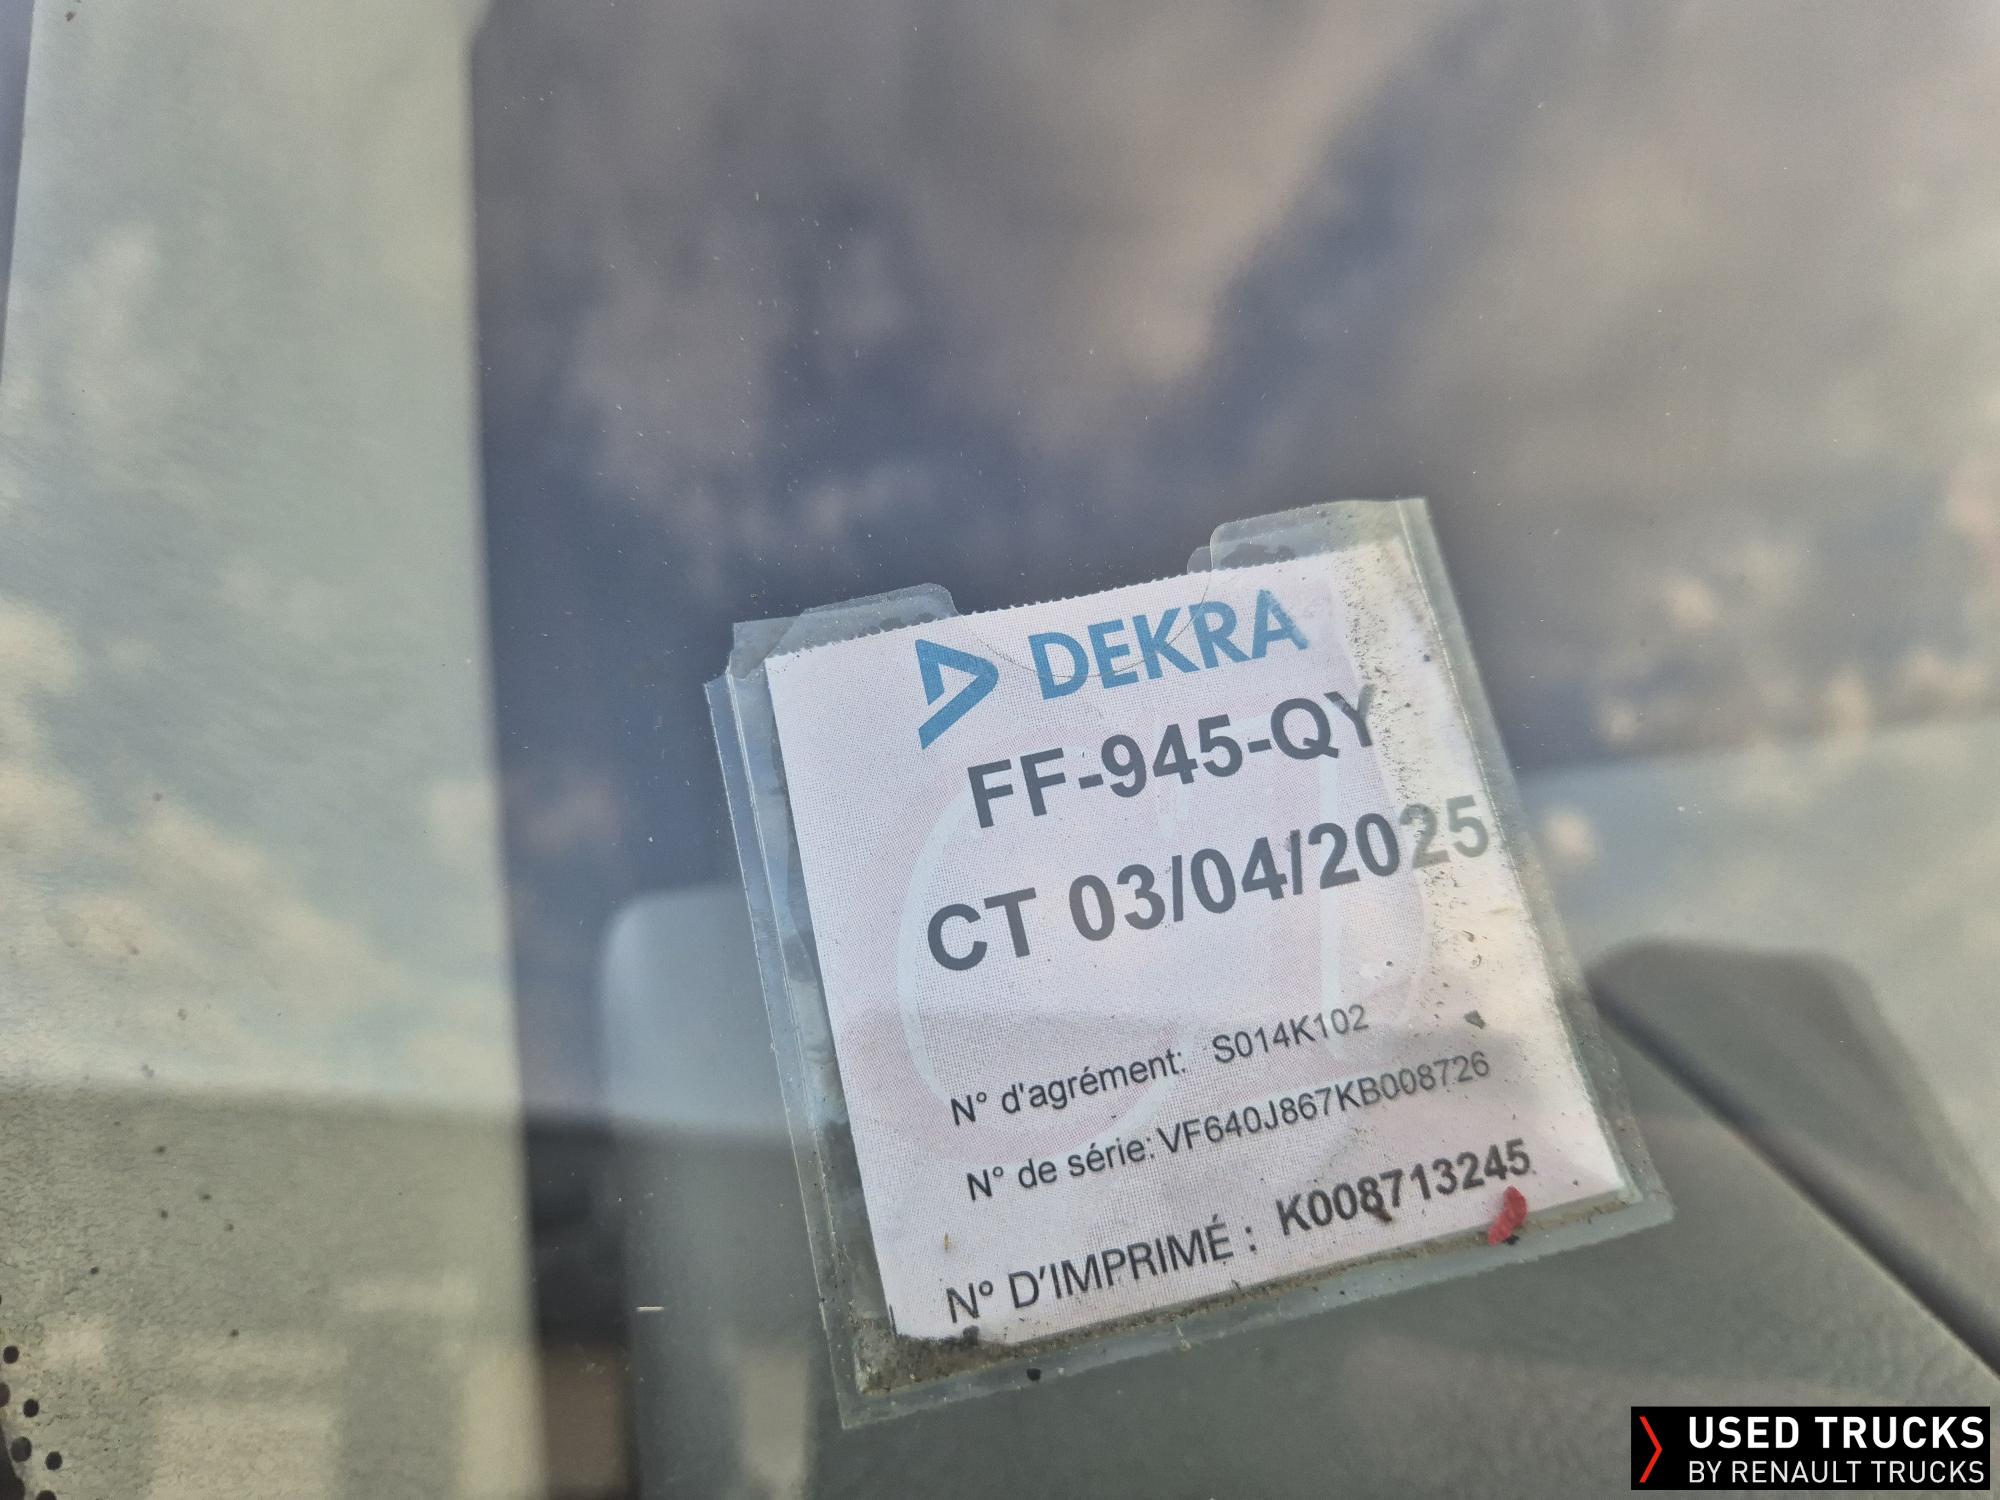 DEKRA
FF-945-QY
CT 03/04/2025
N° d'agrément: S014K102
N° de série: VF640J867KB008726
N° D'IMPRIMÉ : K008713245
USED TRUCKS
BY RENAULT TRUCKS